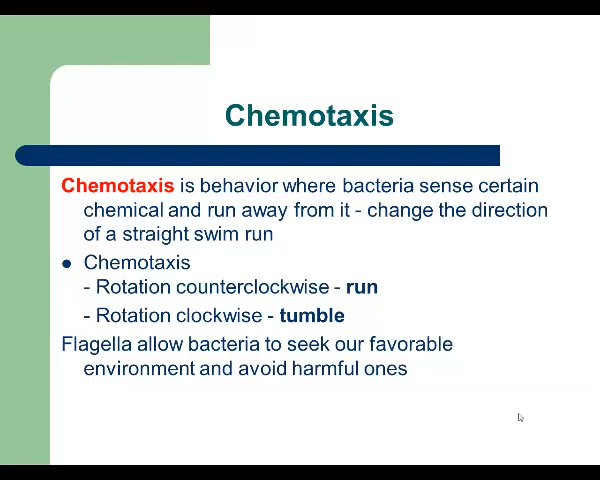 Chemotaxis
Chemotaxis is behavior where bacteria sense certain
chemical and run away from it - change the direction
of a straight swim run
● Chemotaxis
- Rotation counterclockwise - run
- Rotation clockwise - tumble
Flagella allow bacteria to seek our favorable
environment and avoid harmful ones